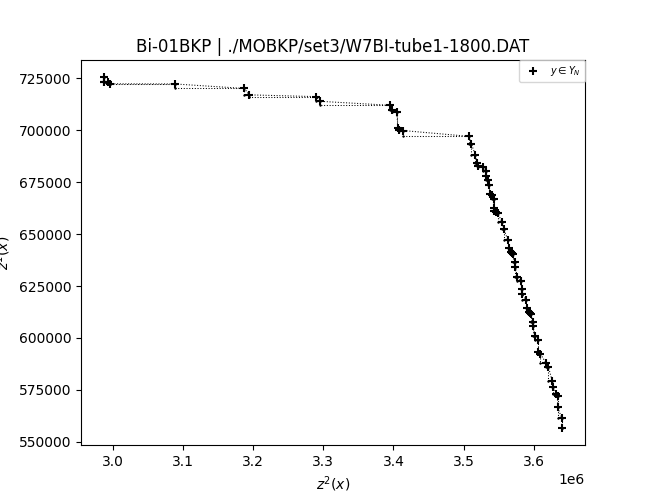 Bi-01BKP | ./MOBKP/set3/W7BI-tube1-1800.DAT
y ∈ Y_N
725000
700000
675000
650000
625000
600000
575000
550000
3.0 3.1 3.2 3.3 3.4 3.5 3.6
1e6
z²(x)